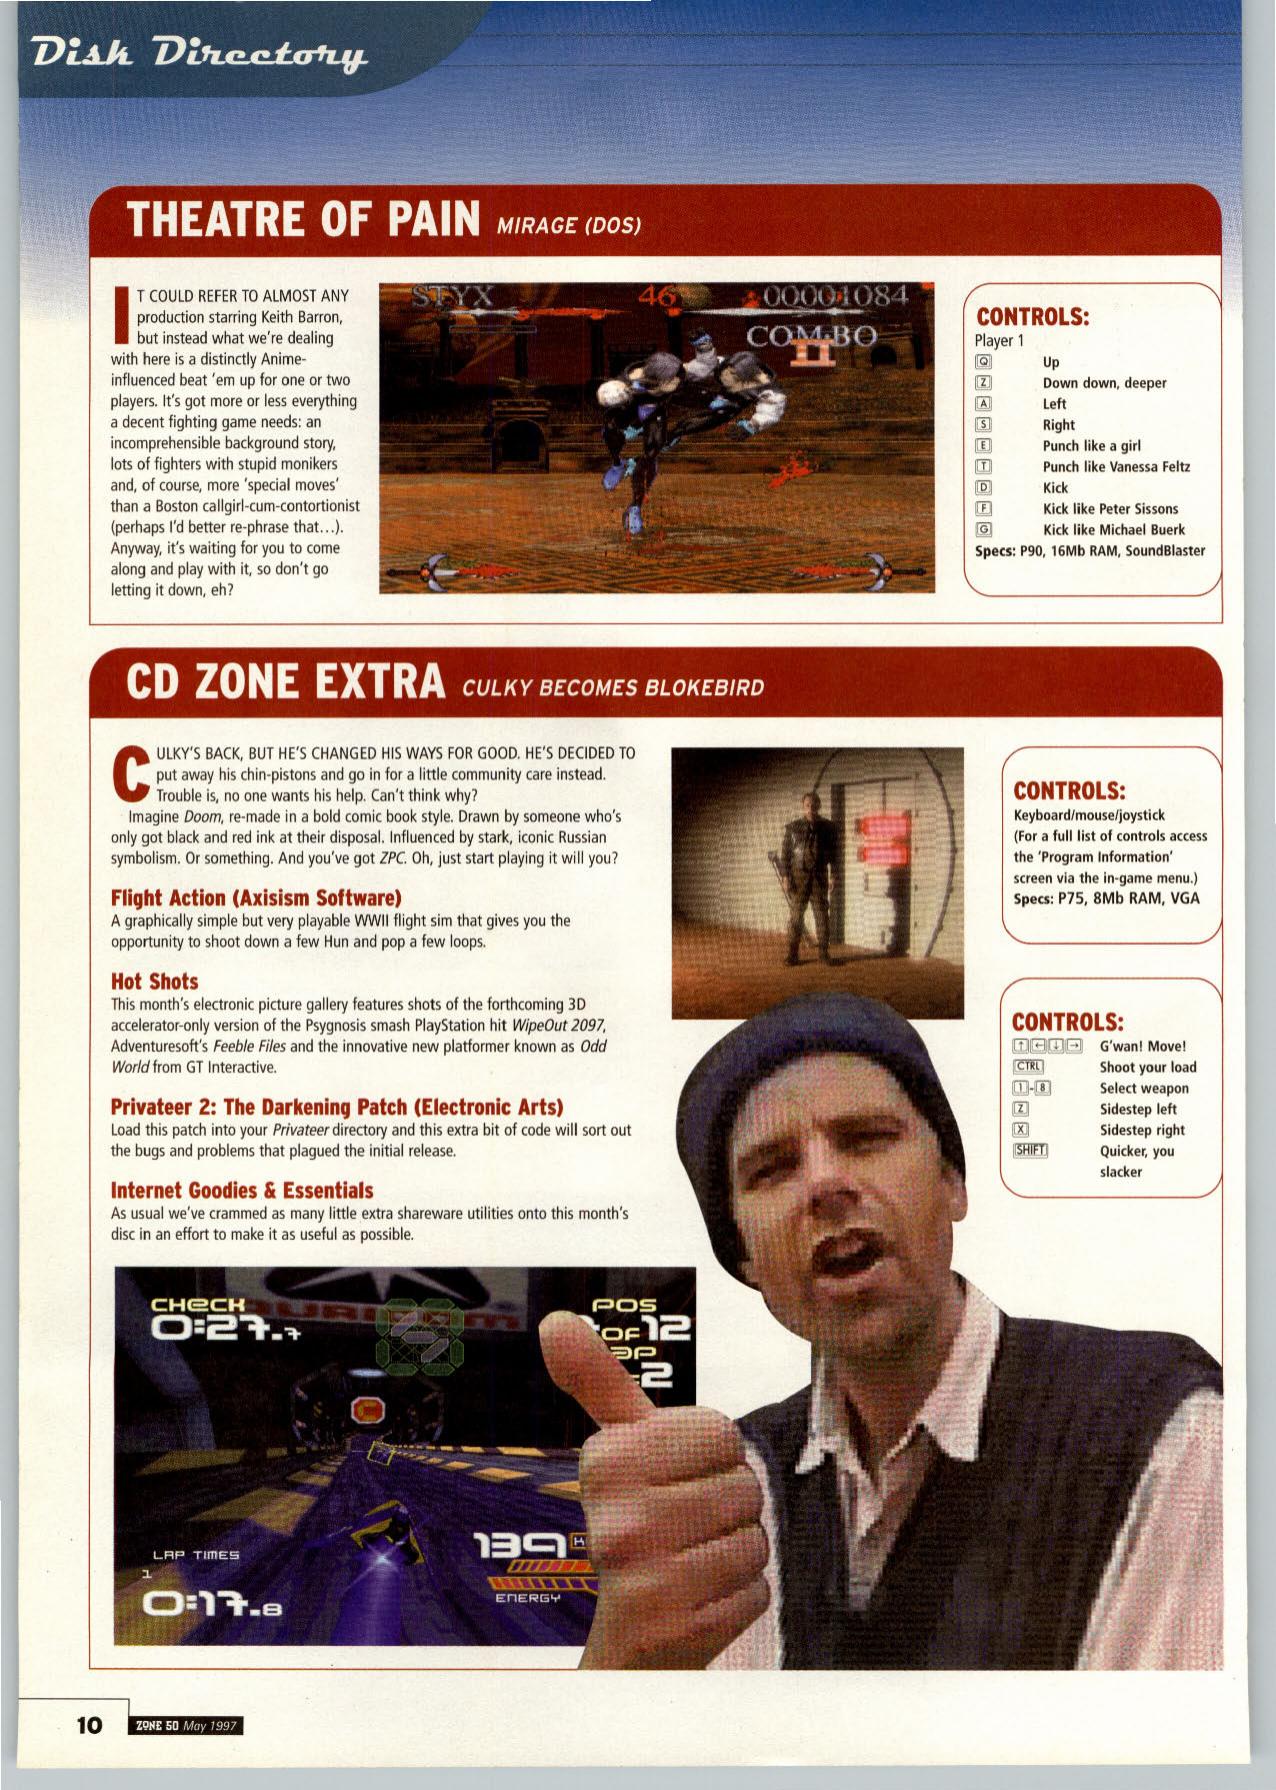 Disk Directory
THEATRE OF PAIN MIRAGE (DOS)
IT COULD REFER TO ALMOST ANY
production starring Keith Barron,
but instead what we're dealing
with here is a distinctly Anime-
influenced beat 'em up for one or two
players. It's got more or less everything
a decent fighting game needs: an
incomprehensible background story,
lots of fighters with stupid monikers
and, of course, more 'special moves'
than a Boston callgirl-cum-contortionist
(perhaps I'd better re-phrase that...).
Anyway, it's waiting for you to come
along and play with it, so don't go
letting it down, eh?
STYX 46 00001084
COMBO
II
CONTROLS:
Player 1
Q Up
Z Down down, deeper
A Left
S Right
E Punch like a girl
T Punch like Vanessa Feltz
D Kick
F Kick like Peter Sissons
G Kick like Michael Buerk
Specs: P90, 16Mb RAM, SoundBlaster
CD ZONE EXTRA CULKY BECOMES BLOKEBIRD
CULKY'S BACK, BUT HE'S CHANGED HIS WAYS FOR GOOD. HE'S DECIDED TO
put away his chin-pistons and go in for a little community care instead.
Trouble is, no one wants his help. Can't think why?
Imagine Doom, re-made in a bold comic book style. Drawn by someone who's
only got black and red ink at their disposal. Influenced by stark, iconic Russian
symbolism. Or something. And you've got ZPC. Oh, just start playing it will you?
Flight Action (Axisism Software)
A graphically simple but very playable WWII flight sim that gives you the
opportunity to shoot down a few Hun and pop a few loops.
Hot Shots
This month's electronic picture gallery features shots of the forthcoming 3D
accelerator-only version of the Psygnosis smash PlayStation hit WipeOut 2097,
Adventuresoft's Feeble Files and the innovative new platformer known as Odd
World from GT Interactive.
Privateer 2: The Darkening Patch (Electronic Arts)
Load this patch into your Privateer directory and this extra bit of code will sort out
the bugs and problems that plagued the initial release.
Internet Goodies & Essentials
As usual we've crammed as many little extra shareware utilities onto this month's
disc in an effort to make it as useful as possible.
CONTROLS:
Keyboard/mouse/joystick
(For a full list of controls access
the 'Program Information'
screen via the in-game menu.)
Specs: P75, 8Mb RAM, VGA
CONTROLS:
↑←↓→ G'wan! Move!
CTRL Shoot your load
1-8 Select weapon
Z Sidestep left
X Sidestep right
SHIFT Quicker, you
slacker
CHECK
0:27.7
POS
OF 12
2
LAP TIMES
1
0:17.8
139
ENERGY
10 ZONE 50 May 1997